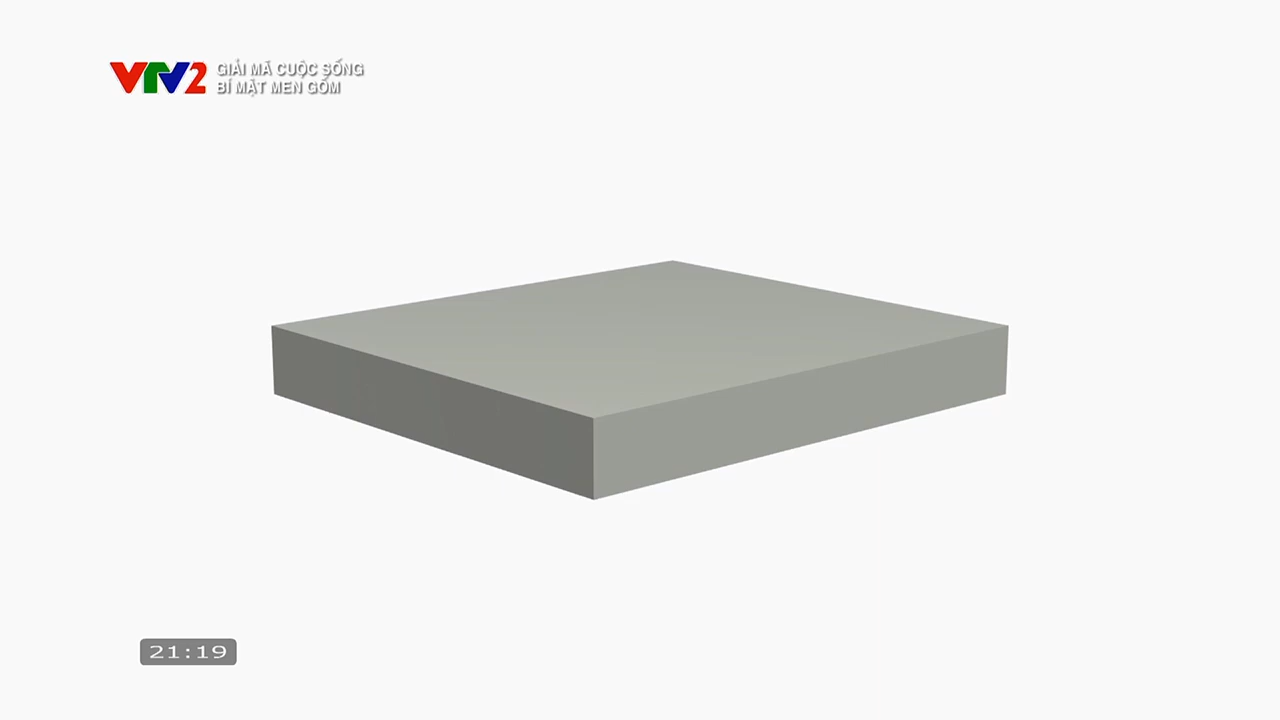 VTV2
GIẢI MÃ CUỘC SỐNG
BÍ MẬT MEN GỐM
21:19